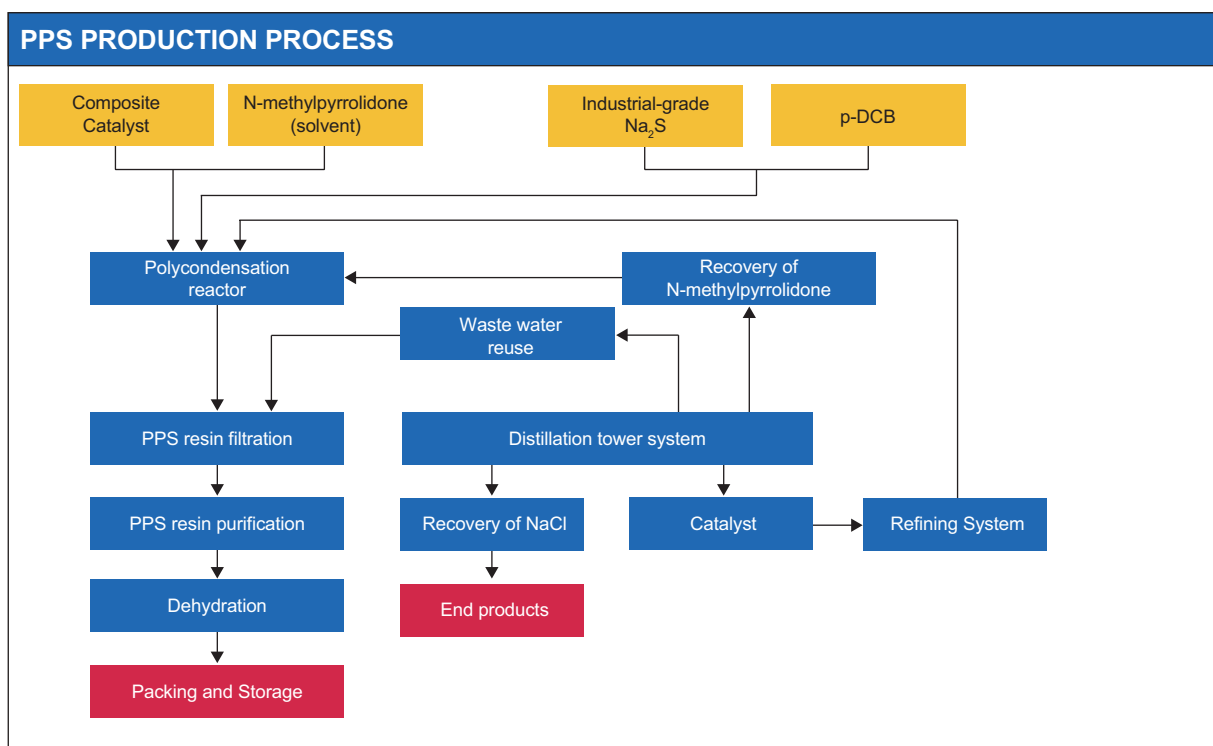 PPS PRODUCTION PROCESS
Composite
Catalyst
N-methylpyrrolidone
(solvent)
Industrial-grade
Na₂S
p-DCB
Polycondensation
reactor
Recovery of
N-methylpyrrolidone
Waste water
reuse
PPS resin filtration
Distillation tower system
PPS resin purification
Recovery of NaCl
Catalyst
Refining System
Dehydration
End products
Packing and Storage